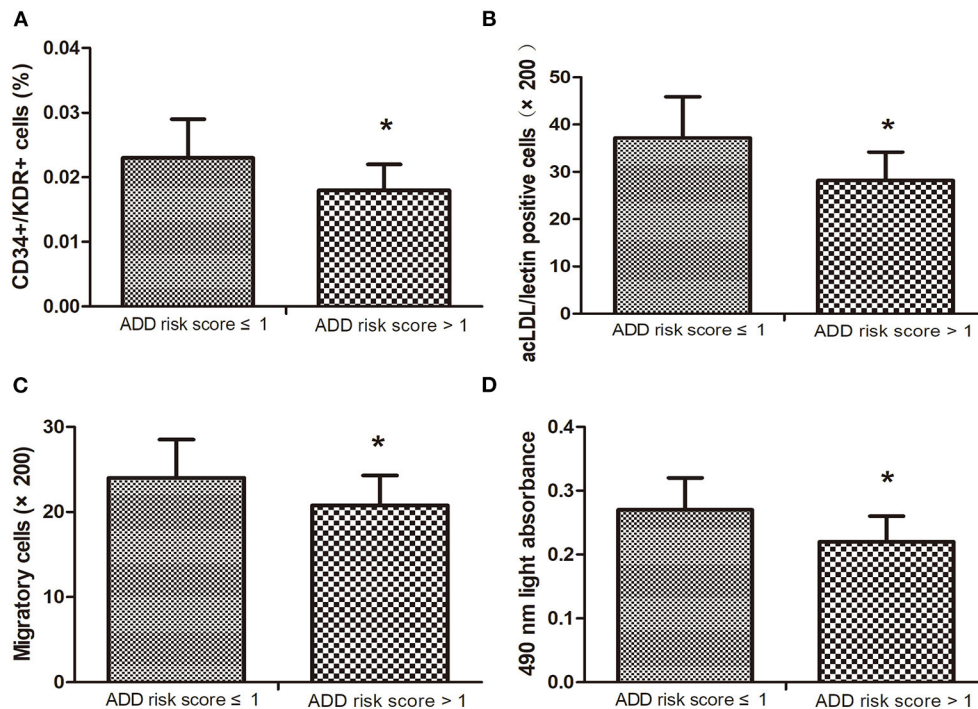 A
CD34+/KDR+ cells (%)
0.04
0.03
0.02
0.01
0.00
*
ADD risk score ≤ 1
ADD risk score > 1
B
acLDL/lectin positive cells (× 200)
50
40
30
20
10
0
*
ADD risk score ≤ 1
ADD risk score > 1
C
Migratory cells (× 200)
30
20
10
0
*
ADD risk score ≤ 1
ADD risk score > 1
D
490 nm light absorbance
0.4
0.3
0.2
0.1
0.0
*
ADD risk score ≤ 1
ADD risk score > 1